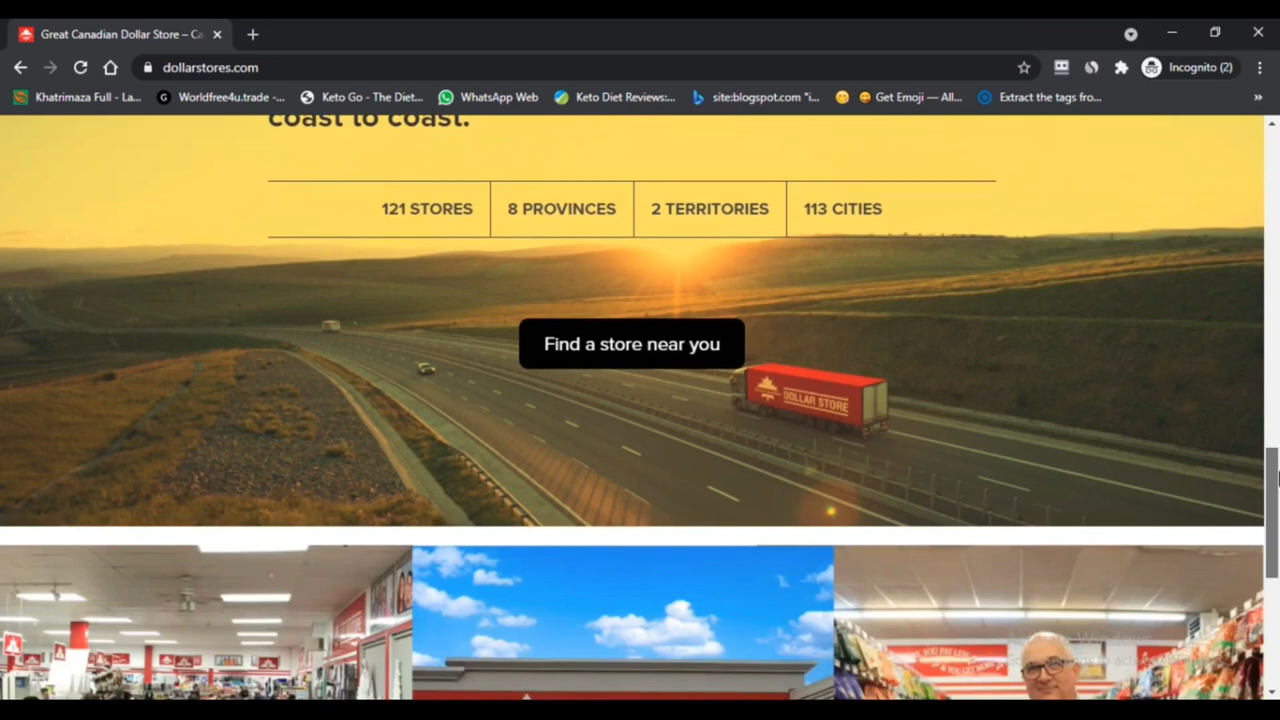 Great Canadian Dollar Store – Ca
dollarstores.com
Incognito (2)
Khatrimaza Full - La...
Worldfree4u.trade -...
Keto Go - The Diet...
WhatsApp Web
Keto Diet Reviews:...
site:blogspot.com "i...
Get Emoji — All...
Extract the tags fro...
coast to coast.
121 STORES
8 PROVINCES
2 TERRITORIES
113 CITIES
Find a store near you
DOLLAR STORE